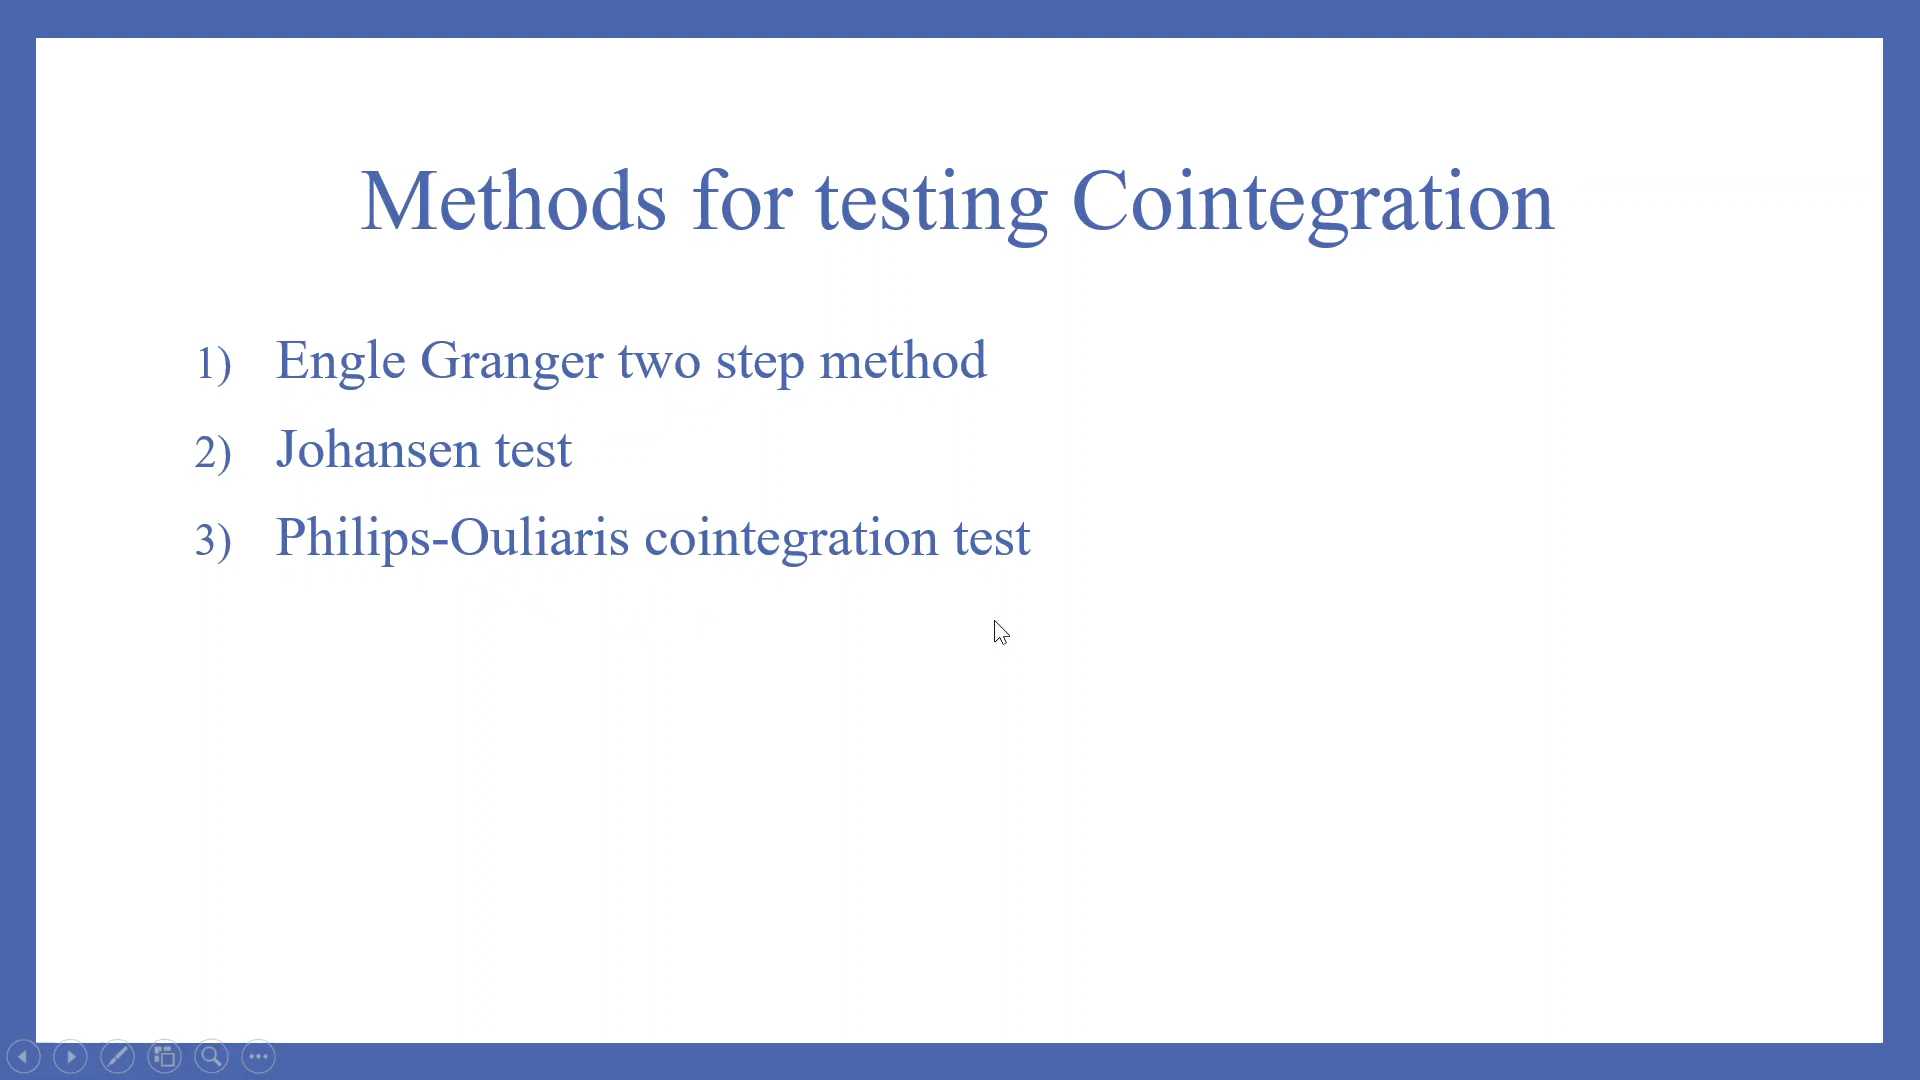 Methods for testing Cointegration
1) Engle Granger two step method
2) Johansen test
3) Philips-Ouliaris cointegration test